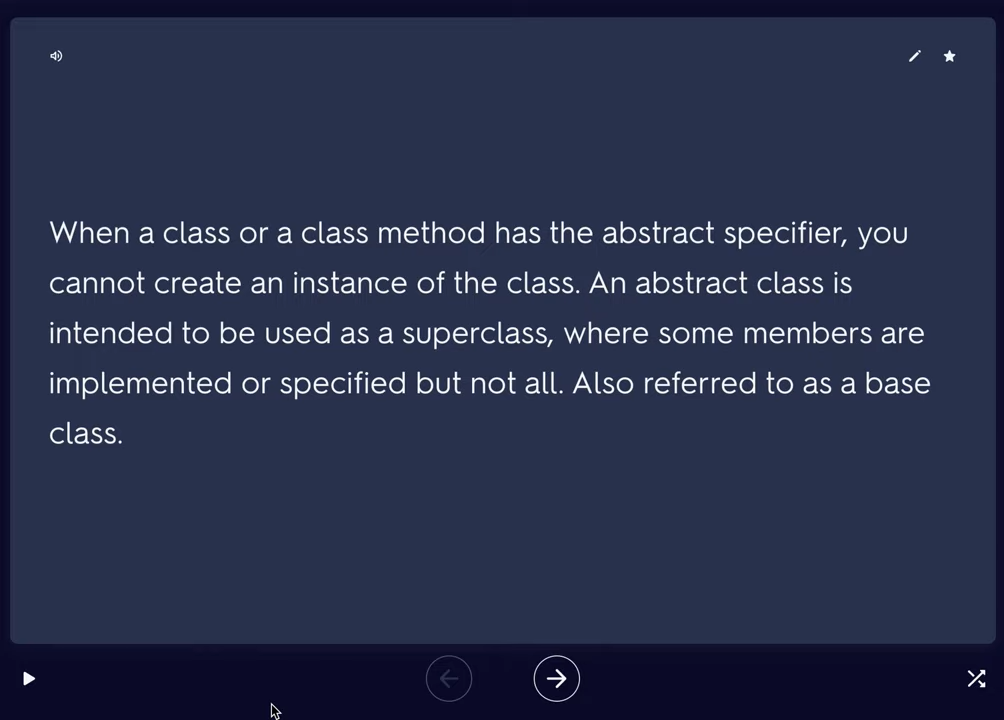 When a class or a class method has the abstract specifier, you
cannot create an instance of the class. An abstract class is
intended to be used as a superclass, where some members are
implemented or specified but not all. Also referred to as a base
class.